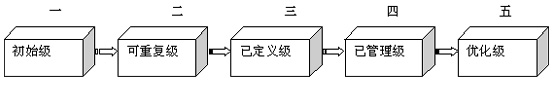 一 二 三 四 五
初始级 可重复级 已定义级 已管理级 优化级